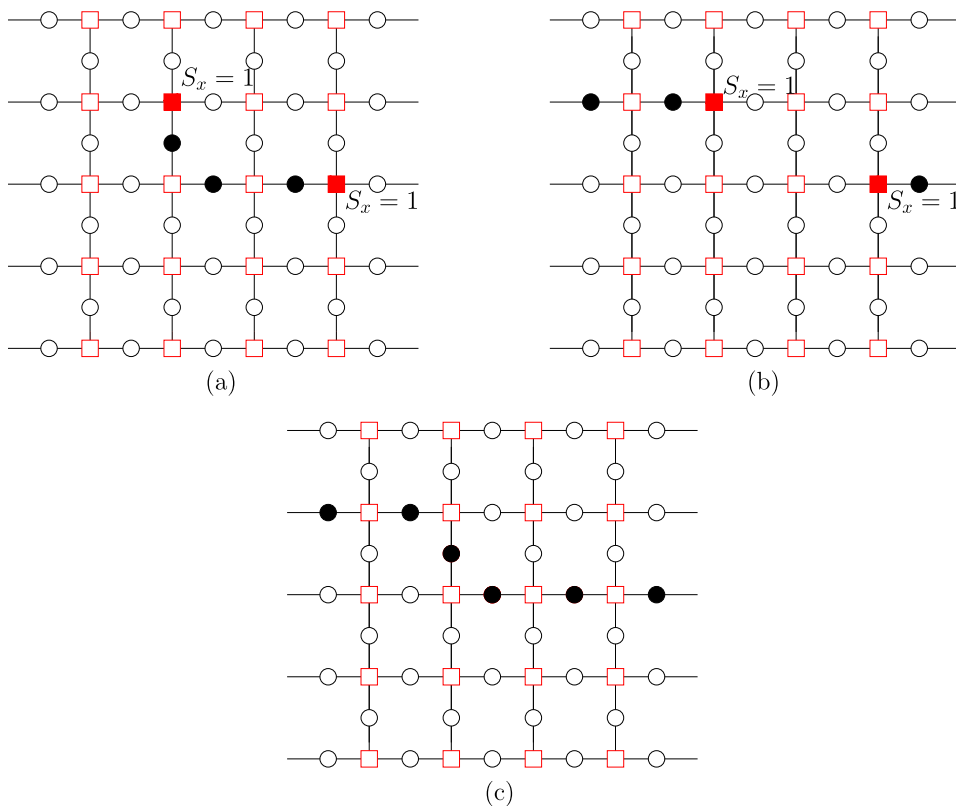 S_x = 1
S_x = 1
(a)
S_x = 1
S_x = 1
(b)
(c)